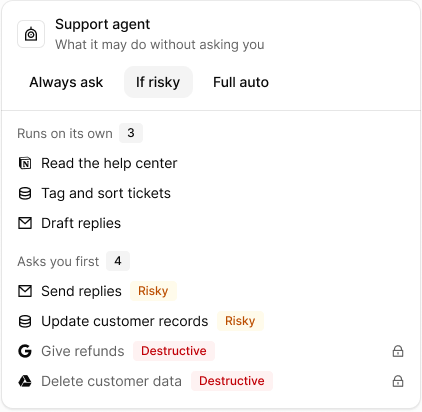 Support agent
What it may do without asking you
Always ask If risky Full auto
Runs on its own 3
Read the help center
Tag and sort tickets
Draft replies
Asks you first 4
Send replies Risky
Update customer records Risky
Give refunds Destructive
Delete customer data Destructive